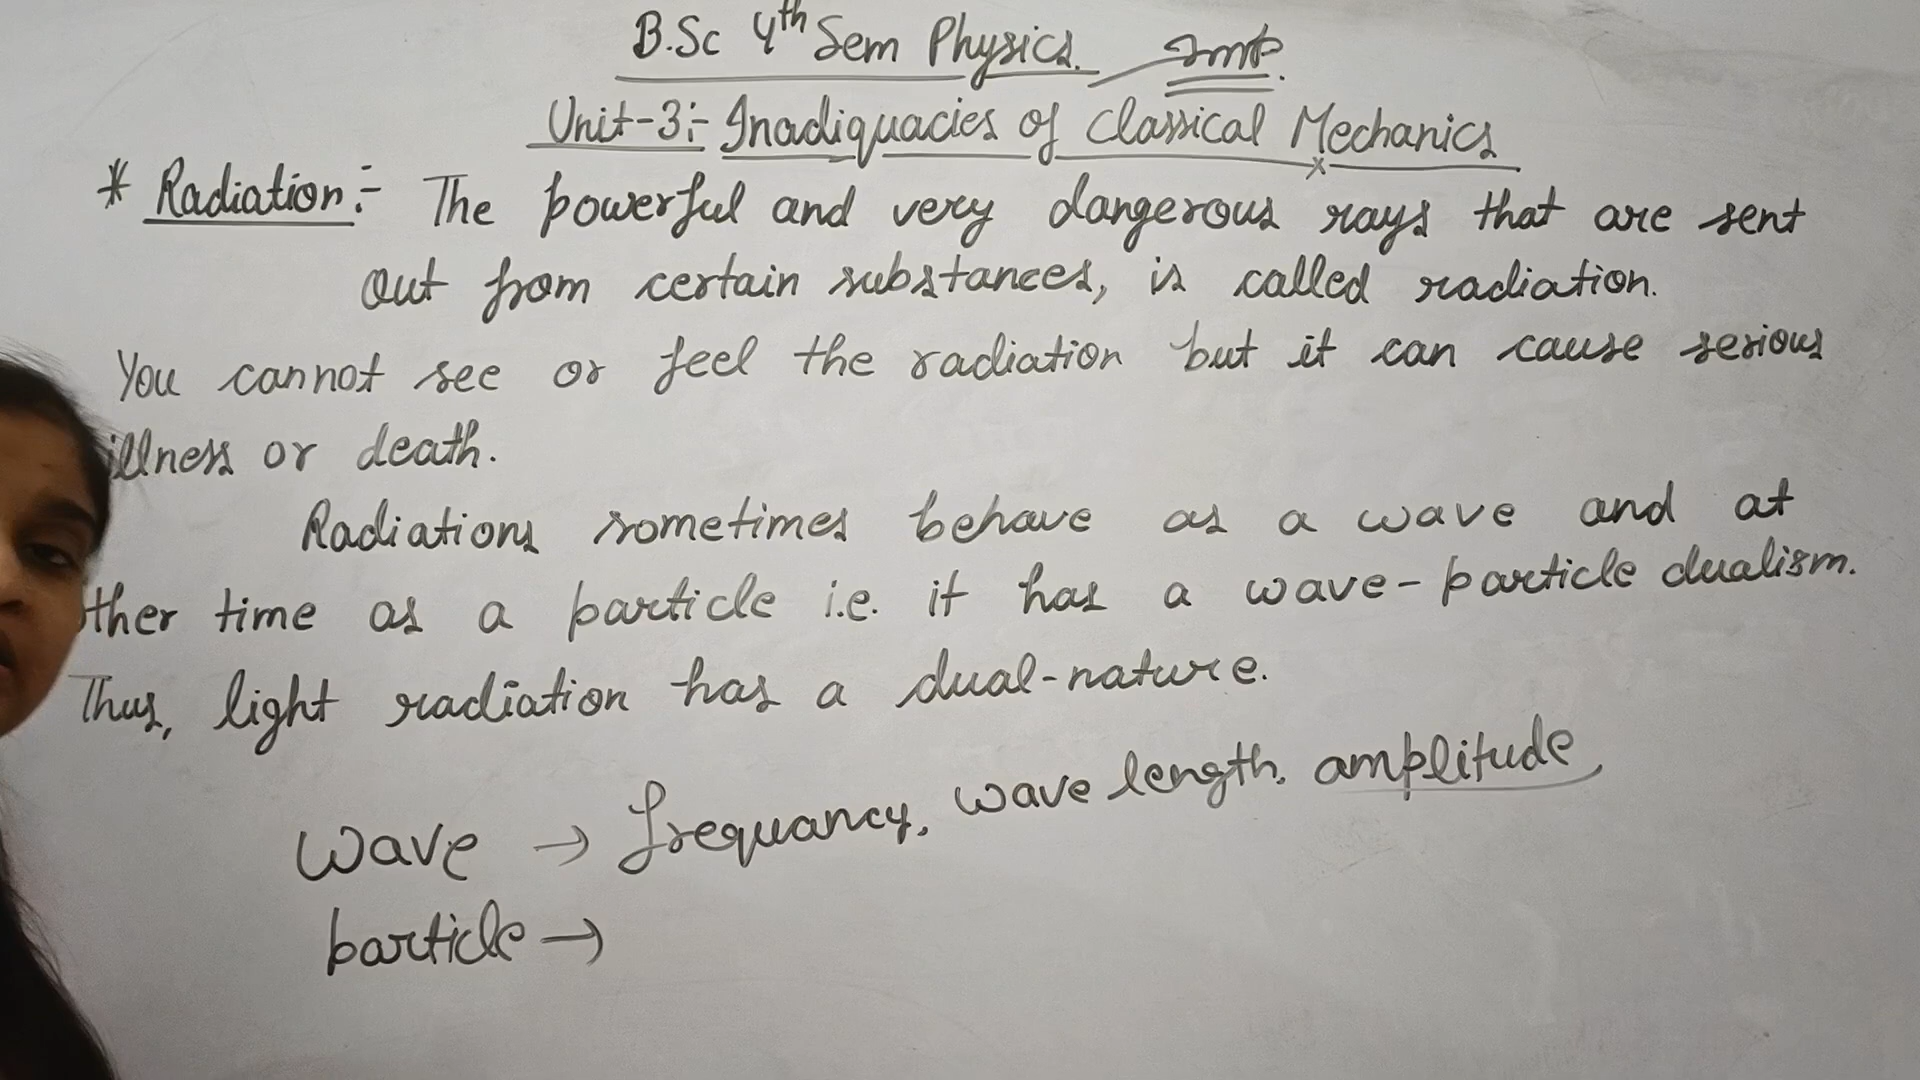 B.Sc 4th Sem Physics. Imp.
Unit-3:- Inadiquacies of Classical Mechanics
* Radiation:- The powerful and very dangerous rays that are sent
out from certain substances, is called radiation.
You cannot see or feel the radiation but it can cause serious
illness or death.
Radiations sometimes behave as a wave and at
ther time as a particle i.e. it has a wave-particle dualism.
Thus, light radiation has a dual-nature.
wave → frequancy, wave length, amplitude,
particle →